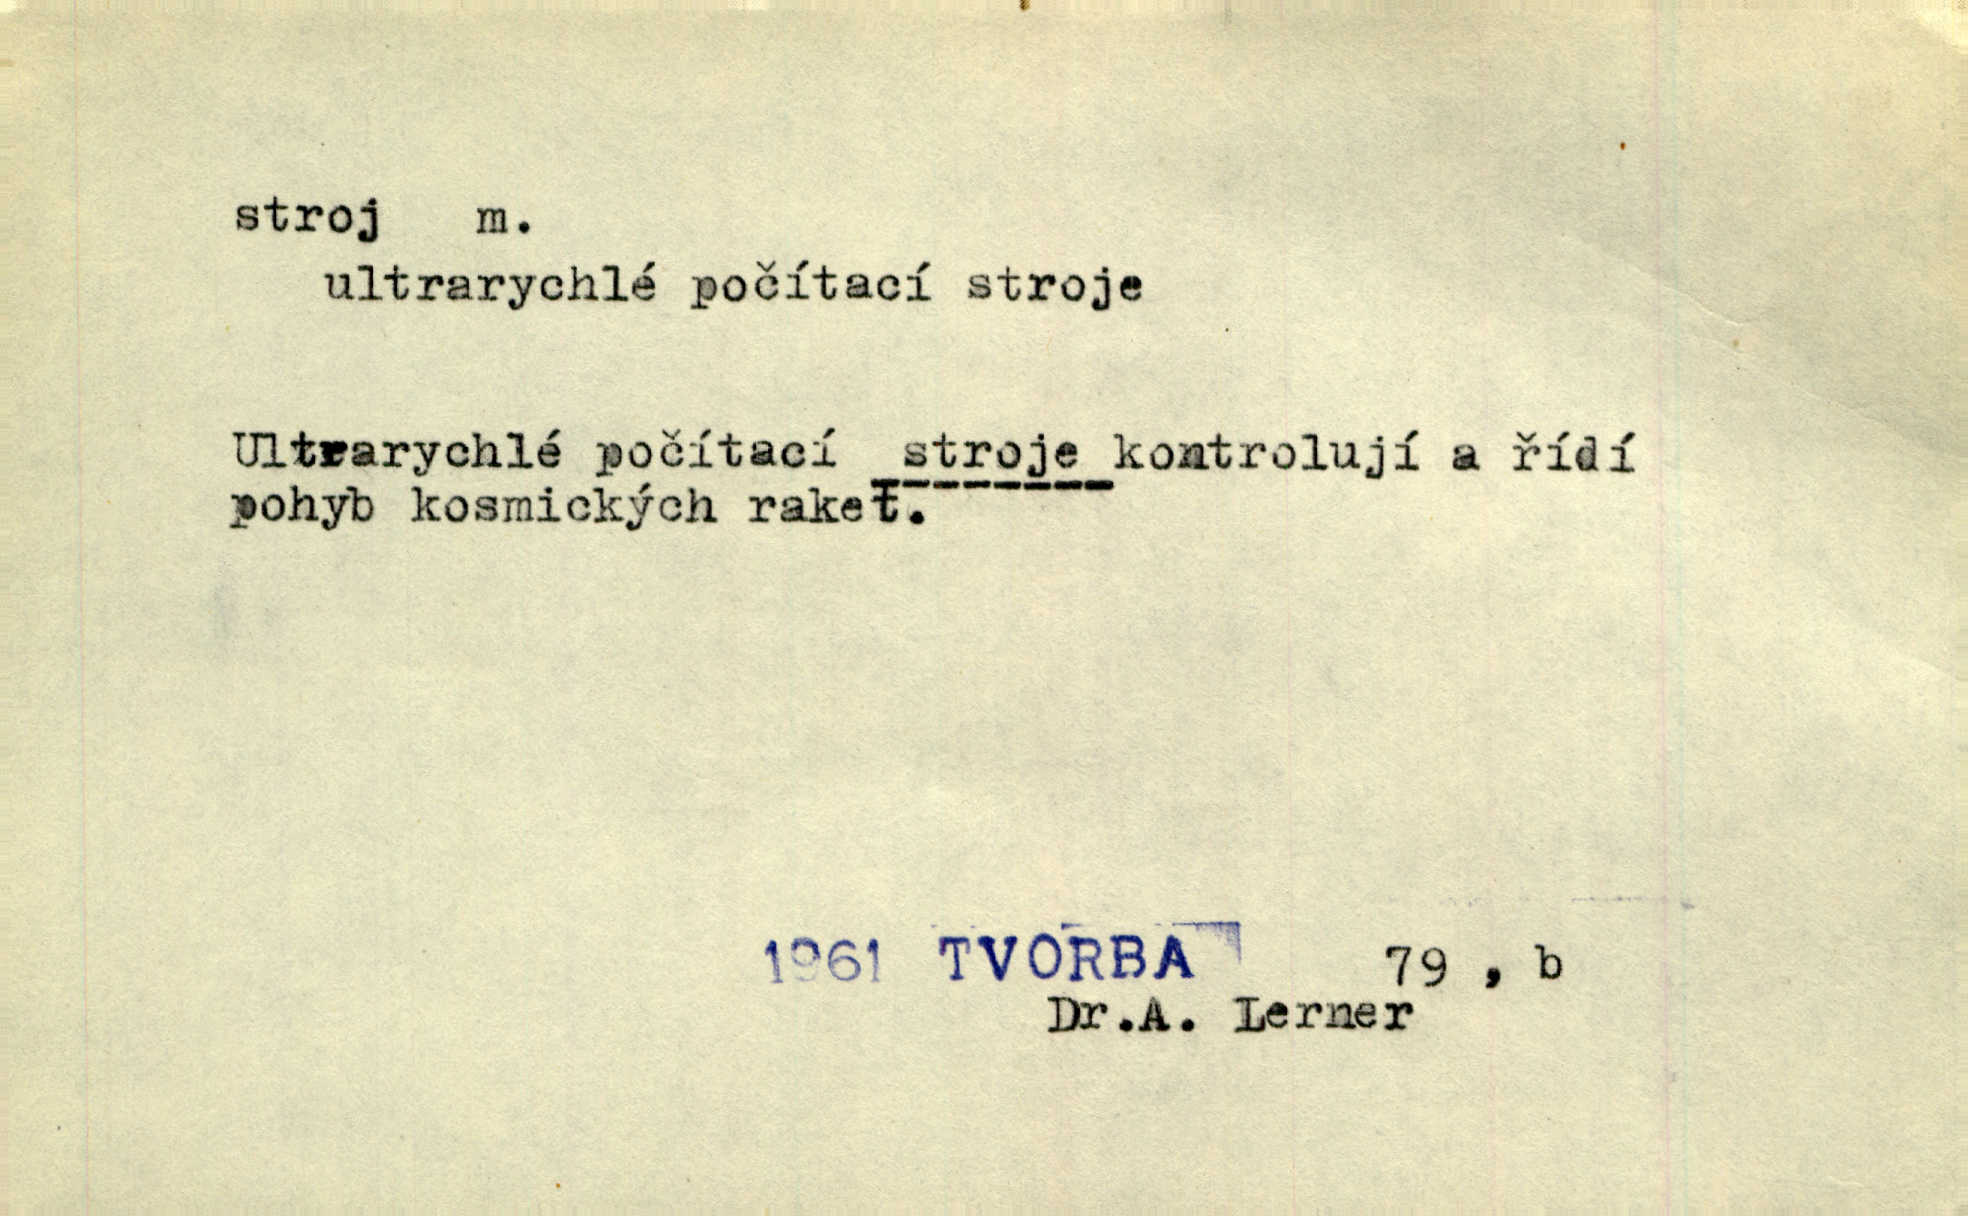 stroj m.
ultrarychlé počítací stroje
Ultrarychlé počítací stroje kontrolují a řídí
pohyb kosmických raket.
1961 TVORBA 79 , b
Dr.A. Lerner